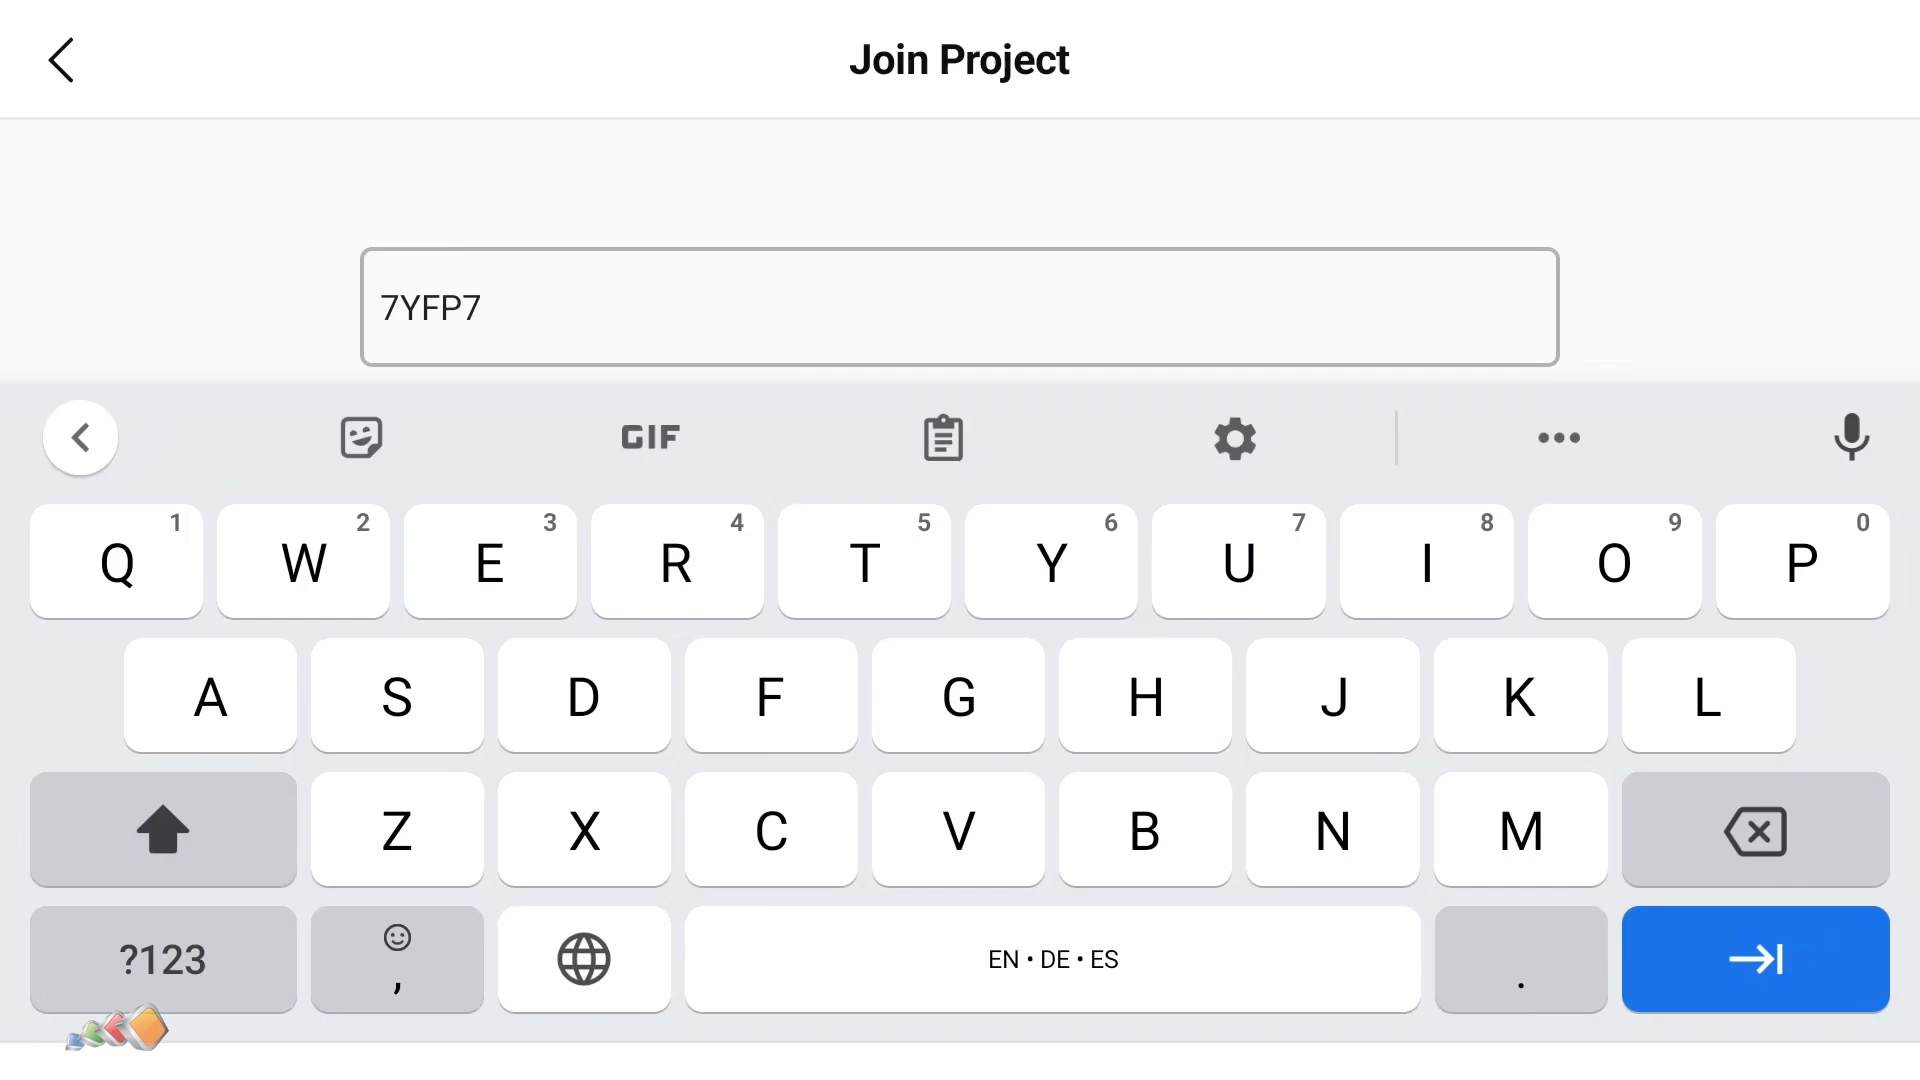 Join Project
7YFP7
GIF
Q 1 W 2 E 3 R 4 T 5 Y 6 U 7 I 8 O 9 P 0
A S D F G H J K L
Z X C V B N M
?123 , EN • DE • ES .